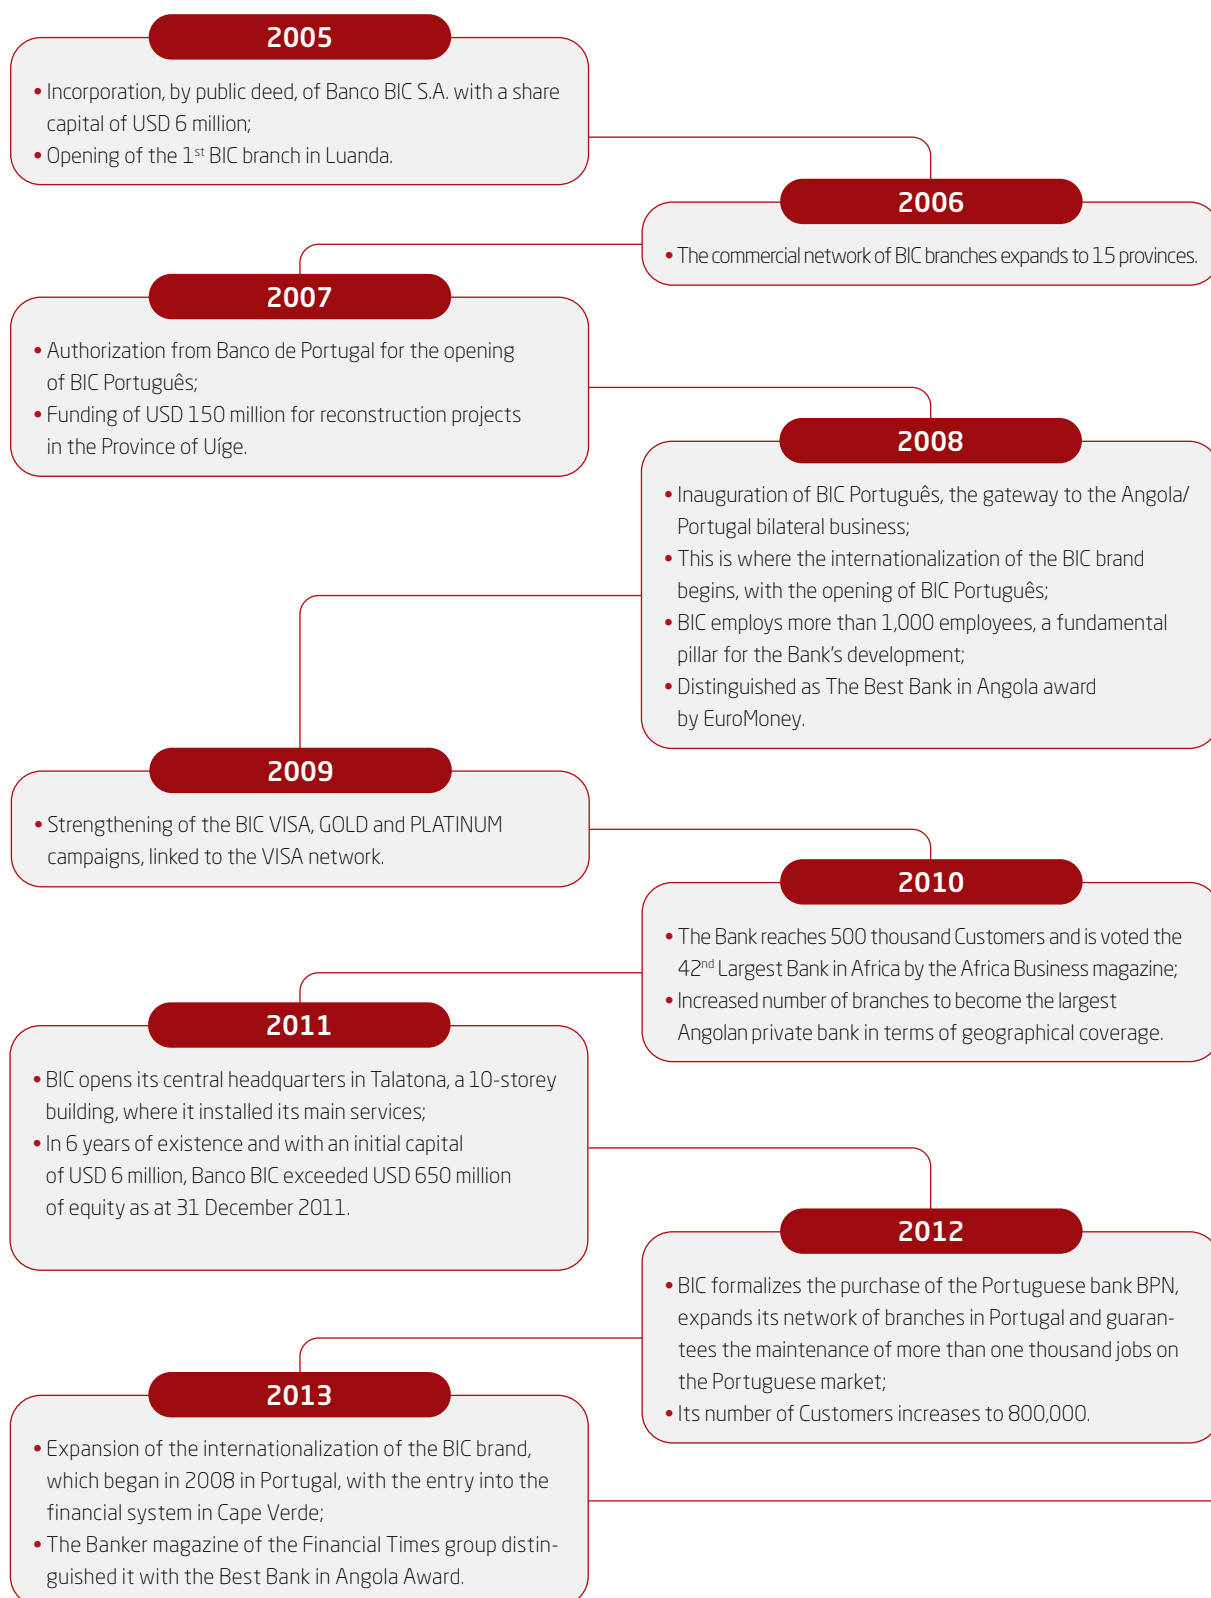 2005
• Incorporation, by public deed, of Banco BIC S.A. with a share
capital of USD 6 million;
• Opening of the 1st BIC branch in Luanda.
2006
• The commercial network of BIC branches expands to 15 provinces.
2007
• Authorization from Banco de Portugal for the opening
of BIC Português;
• Funding of USD 150 million for reconstruction projects
in the Province of Uíge.
2008
• Inauguration of BIC Português, the gateway to the Angola/
Portugal bilateral business;
• This is where the internationalization of the BIC brand
begins, with the opening of BIC Português;
• BIC employs more than 1,000 employees, a fundamental
pillar for the Bank's development;
• Distinguished as The Best Bank in Angola award
by EuroMoney.
2009
• Strengthening of the BIC VISA, GOLD and PLATINUM
campaigns, linked to the VISA network.
2010
• The Bank reaches 500 thousand Customers and is voted the
42nd Largest Bank in Africa by the Africa Business magazine;
• Increased number of branches to become the largest
Angolan private bank in terms of geographical coverage.
2011
• BIC opens its central headquarters in Talatona, a 10-storey
building, where it installed its main services;
• In 6 years of existence and with an initial capital
of USD 6 million, Banco BIC exceeded USD 650 million
of equity as at 31 December 2011.
2012
• BIC formalizes the purchase of the Portuguese bank BPN,
expands its network of branches in Portugal and guaran-
tees the maintenance of more than one thousand jobs on
the Portuguese market;
• Its number of Customers increases to 800,000.
2013
• Expansion of the internationalization of the BIC brand,
which began in 2008 in Portugal, with the entry into the
financial system in Cape Verde;
• The Banker magazine of the Financial Times group distin-
guished it with the Best Bank in Angola Award.